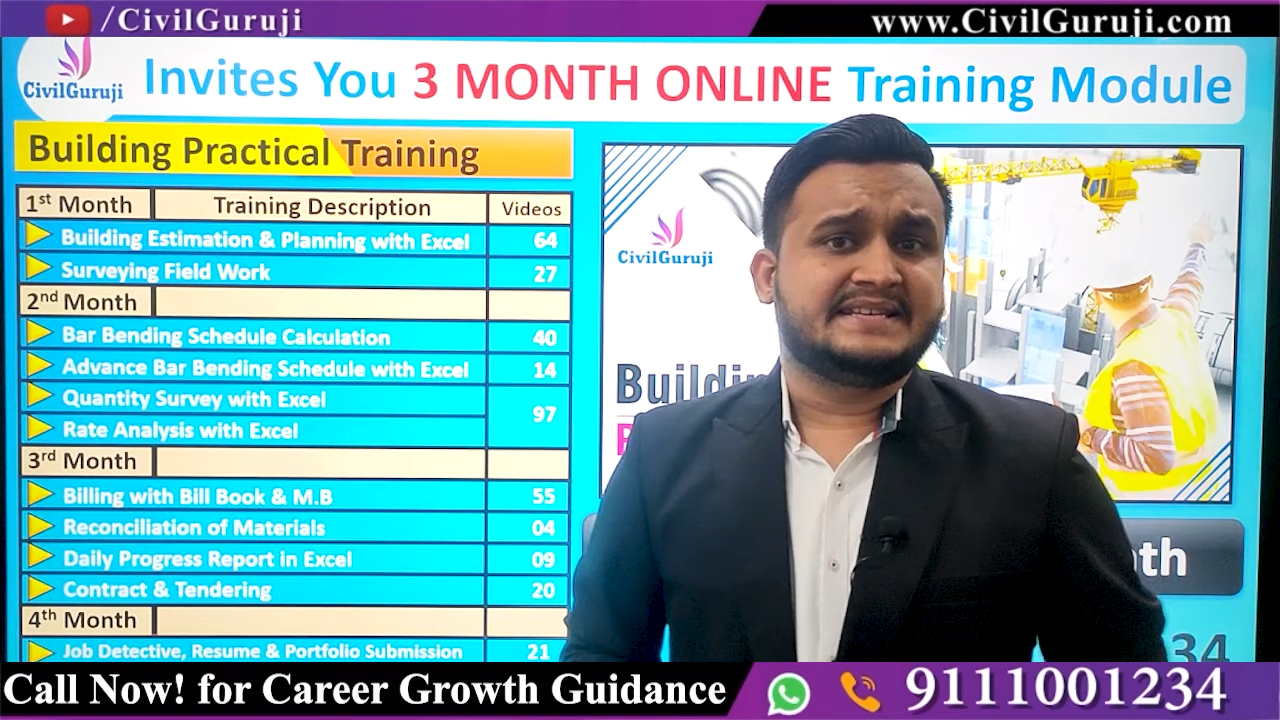 /CivilGuruji
www.CivilGuruji.com
CivilGuruji
Invites You 3 MONTH ONLINE Training Module
Building Practical Training
1st Month Training Description Videos
Building Estimation & Planning with Excel 64
Surveying Field Work 27
2nd Month
Bar Bending Schedule Calculation 40
Advance Bar Bending Schedule with Excel 14
Quantity Survey with Excel
97
Rate Analysis with Excel
3rd Month
Billing with Bill Book & M.B 55
Reconciliation of Materials 04
Daily Progress Report in Excel 09
Contract & Tendering 20
4th Month
Job Detective, Resume & Portfolio Submission 21
CivilGuruji
34
Call Now! for Career Growth Guidance
9111001234